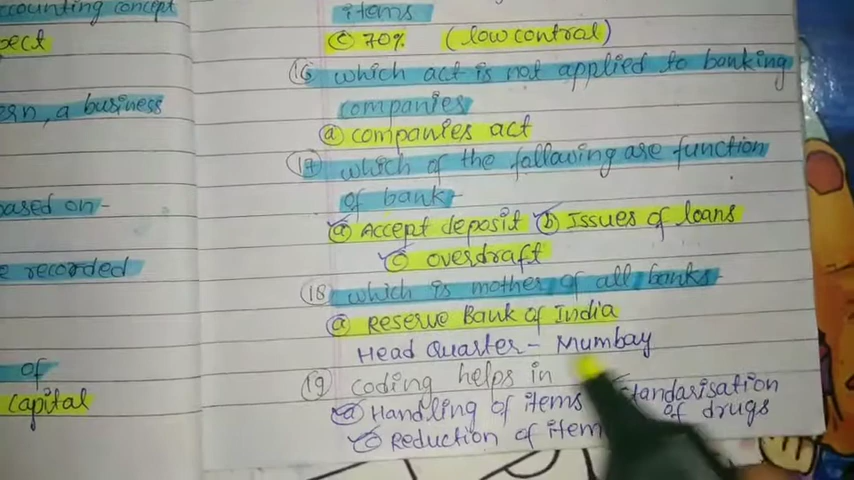 ccounting concept
pect
ern, a business
based on-
e recorded
of
capital
items
c 70% (low control)
16 which act is not applied to banking
companies
a companies act
17 which of the following are function
of bank-
a Accept deposit b Issues of loans
c overdraft
18 which is mother of all banks
a Reserve Bank of India
Head Quarter- Mumbay
19 coding helps in
a Handling of items standarisation
of drugs
c Reduction of item